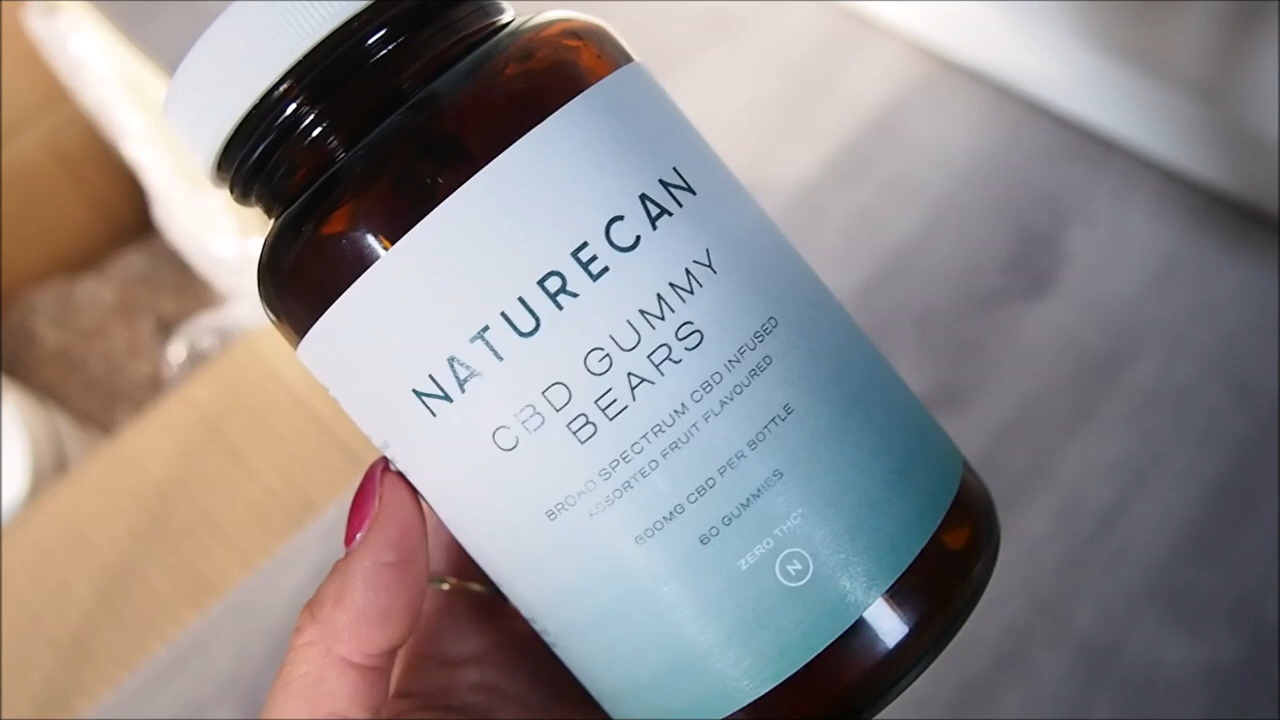 NATURECAN
CBD GUMMY
BEARS
BROAD SPECTRUM CBD INFUSED
ASSORTED FRUIT FLAVOURED
600MG CBD PER BOTTLE
60 GUMMIES
ZERO THC*
N